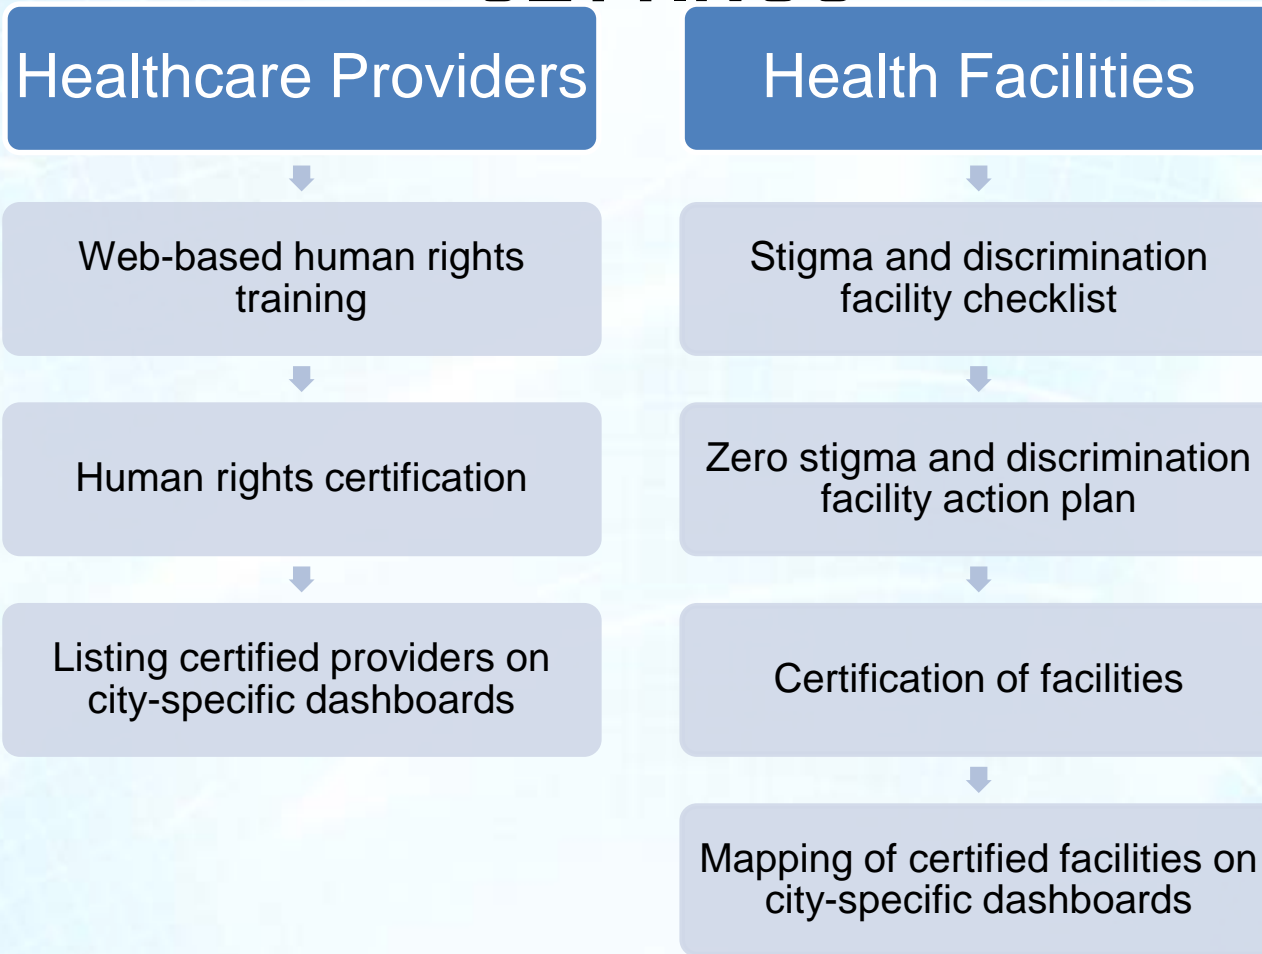 Healthcare Providers
Web-based human rights
training
Human rights certification
Listing certified providers on
city-specific dashboards
Health Facilities
Stigma and discrimination
facility checklist
Zero stigma and discrimination
facility action plan
Certification of facilities
Mapping of certified facilities on
city-specific dashboards